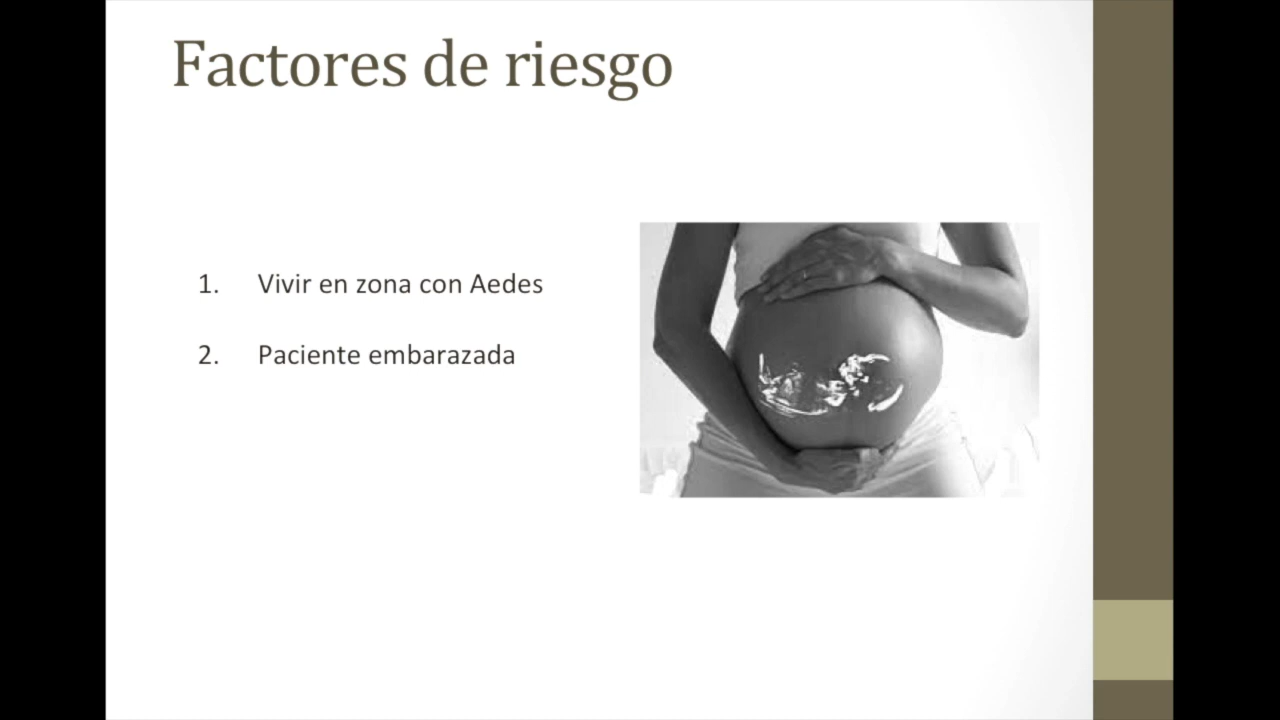 Factores de riesgo
1. Vivir en zona con Aedes
2. Paciente embarazada